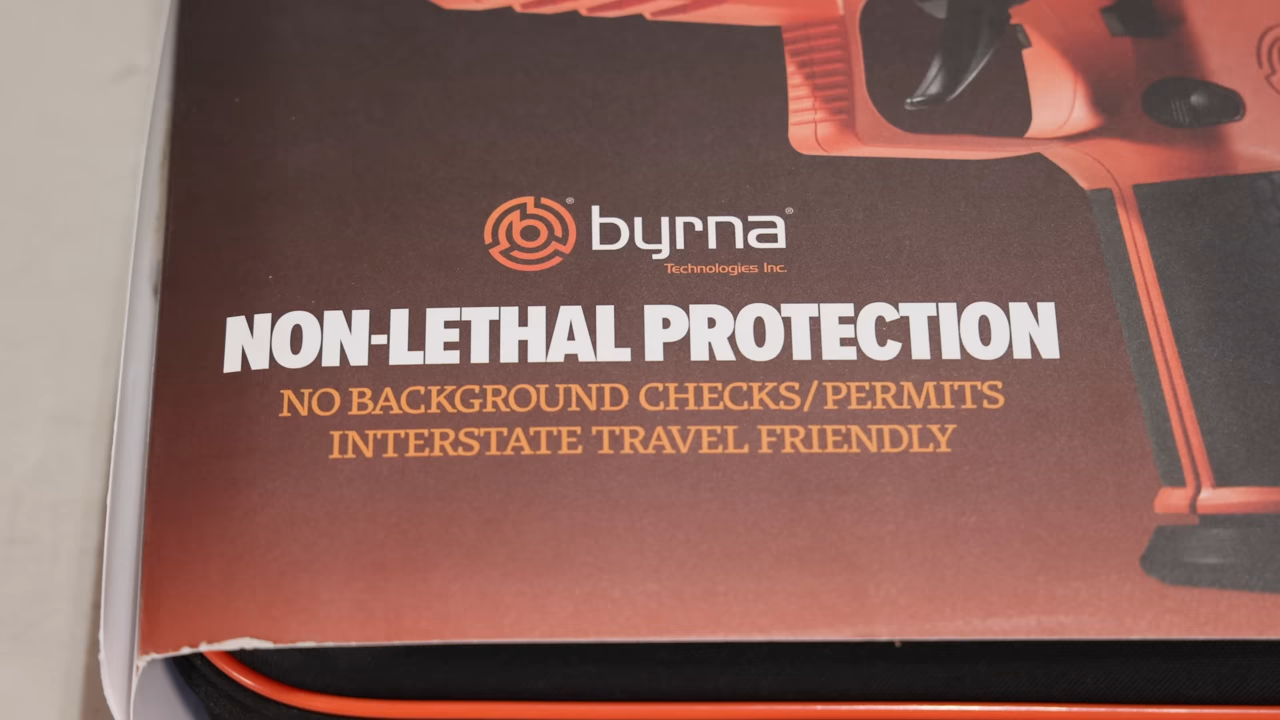 byrna®
Technologies Inc.
NON-LETHAL PROTECTION
NO BACKGROUND CHECKS/PERMITS
INTERSTATE TRAVEL FRIENDLY